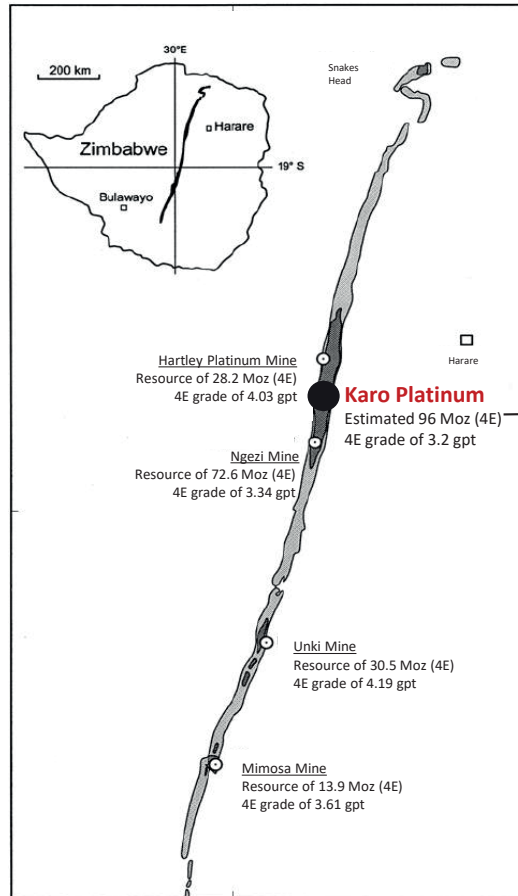 30°E
200 km
Harare
Zimbabwe
19° S
Bulawayo
Snakes
Head
Harare
Hartley Platinum Mine
Resource of 28.2 Moz (4E)
4E grade of 4.03 gpt
Karo Platinum
Estimated 96 Moz (4E)
4E grade of 3.2 gpt
Ngezi Mine
Resource of 72.6 Moz (4E)
4E grade of 3.34 gpt
Unki Mine
Resource of 30.5 Moz (4E)
4E grade of 4.19 gpt
Mimosa Mine
Resource of 13.9 Moz (4E)
4E grade of 3.61 gpt